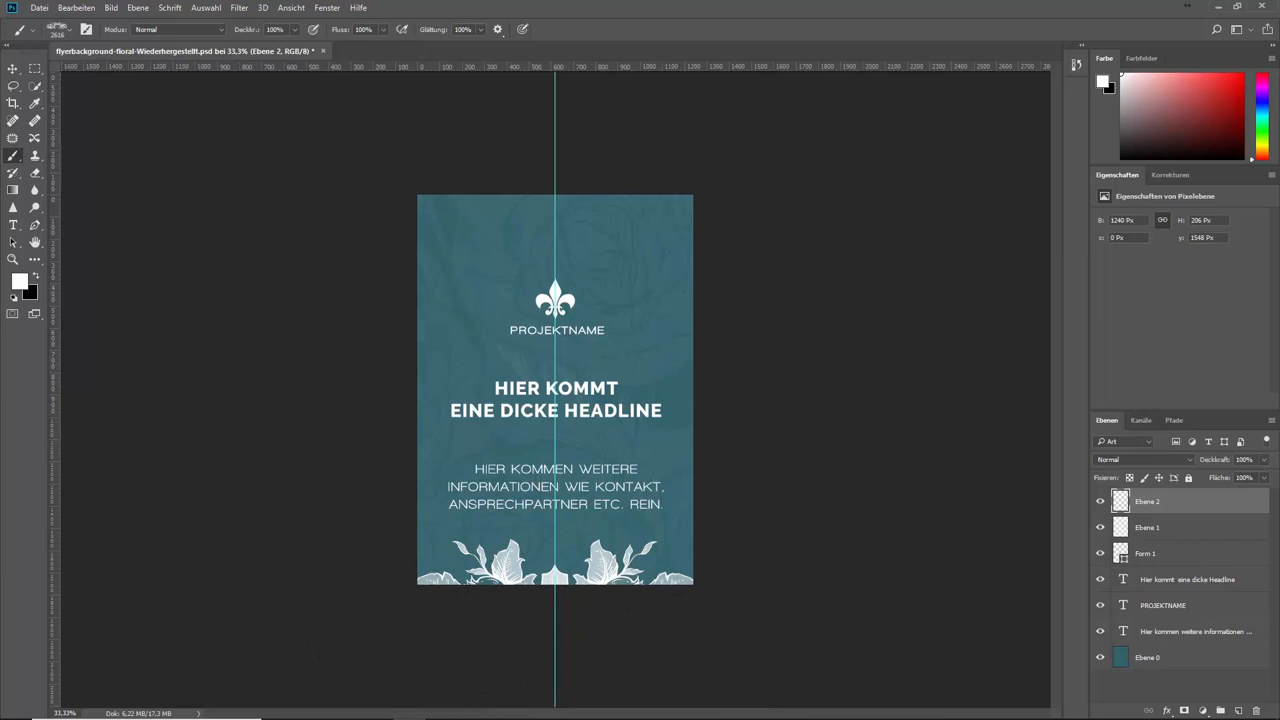 Datei Bearbeiten Bild Ebene Schrift Auswahl Filter 3D Ansicht Fenster Hilfe
2616 Modus: Normal Deckkr.: 100% Fluss: 100% Glättung: 100%
flyerbackground-floral-Wiederhergestellt.psd bei 33,3% (Ebene 2, RGB/8) *
Farbe Farbfelder
Eigenschaften Korrekturen
Eigenschaften von Pixelebene
B: 1240 Px H: 206 Px
x: 0 Px y: 1548 Px
PROJEKTNAME
HIER KOMMT
EINE DICKE HEADLINE
HIER KOMMEN WEITERE
INFORMATIONEN WIE KONTAKT,
ANSPRECHPARTNER ETC. REIN.
Ebenen Kanäle Pfade
Art
Normal Deckkraft: 100%
Fixieren: Fläche: 100%
Ebene 2
Ebene 1
Form 1
Hier kommt eine dicke Headline
PROJEKTNAME
Hier kommen weitere informationen ...
Ebene 0
33,33% Dok: 6,22 MB/17,3 MB